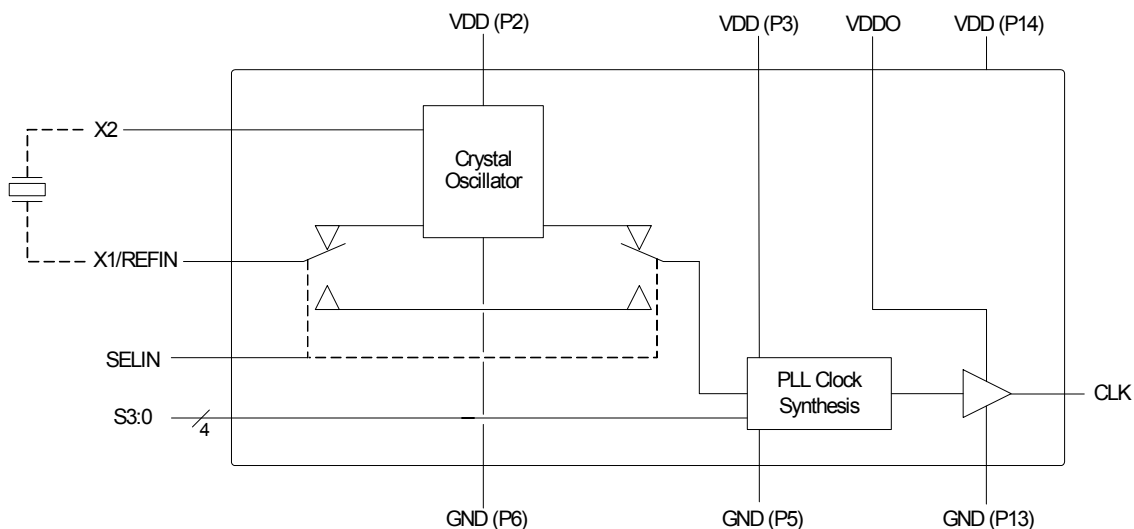 VDD (P2)
VDD (P3)
VDDO
VDD (P14)
X2
Crystal
Oscillator
X1/REFIN
SELIN
PLL Clock
Synthesis
CLK
S3:0
4
GND (P6)
GND (P5)
GND (P13)